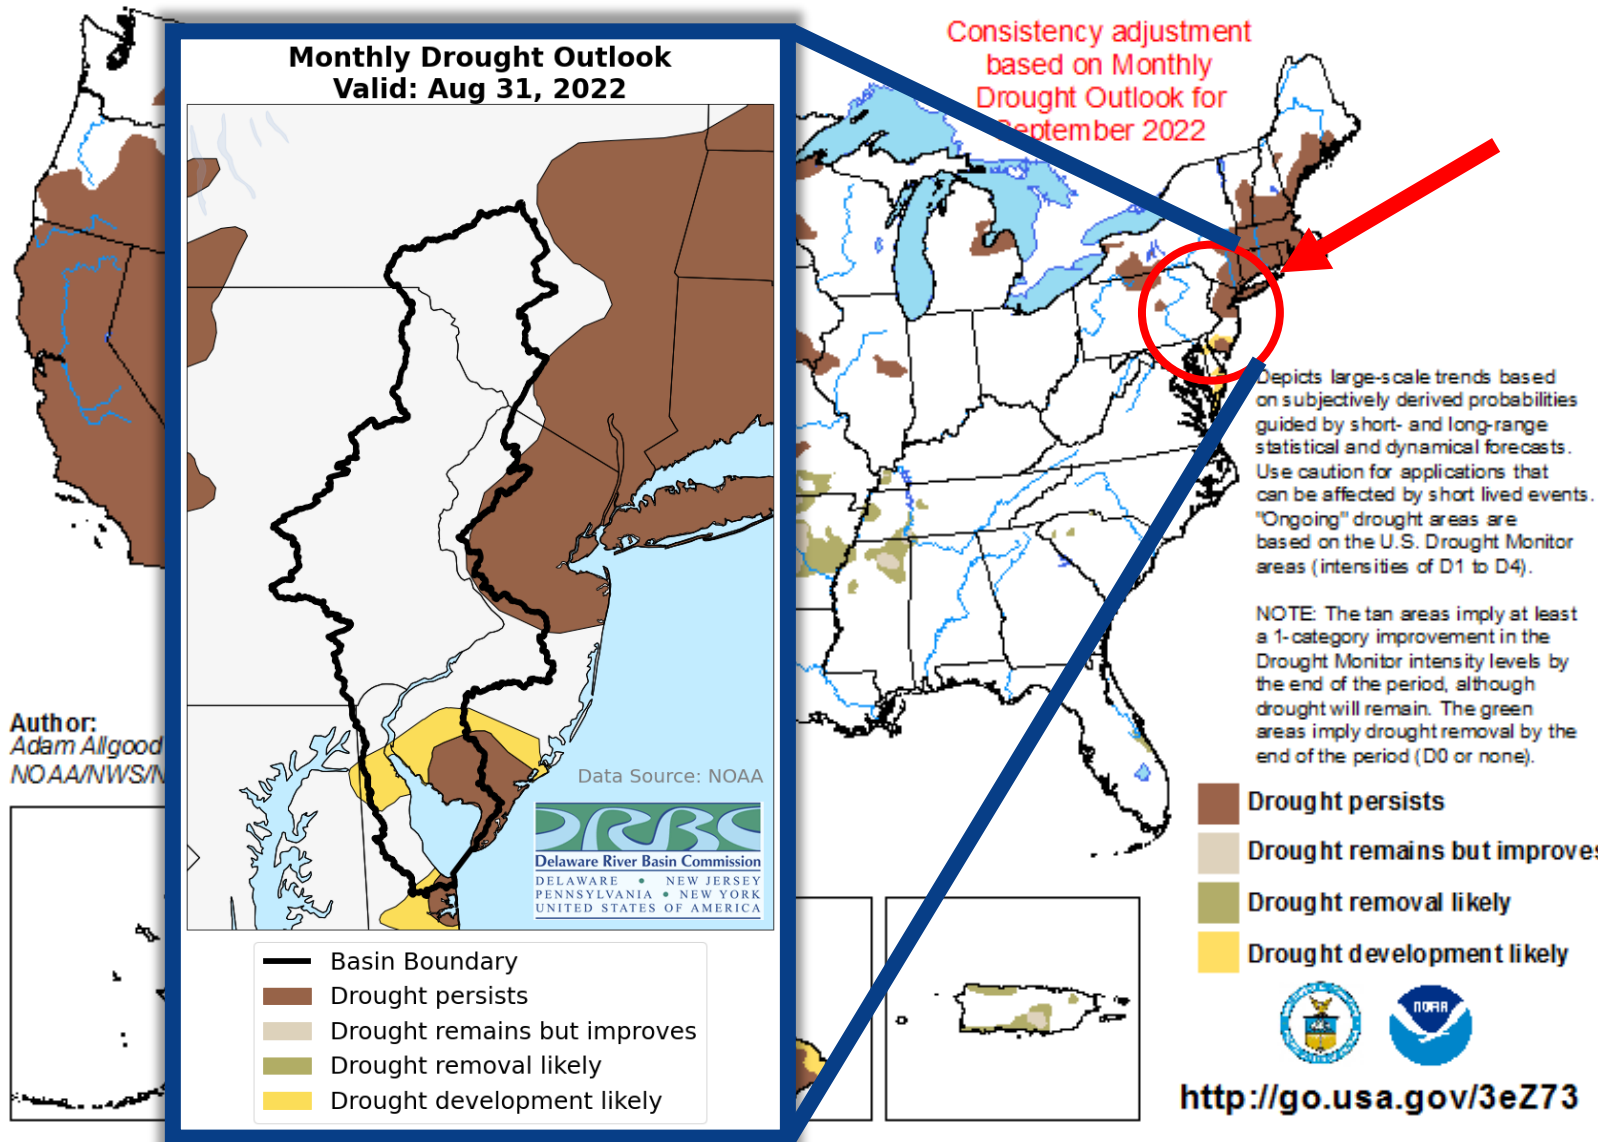 Monthly Drought Outlook
Valid: Aug 31, 2022
Consistency adjustment
based on Monthly
Drought Outlook for
September 2022
Depicts large-scale trends based
on subjectively derived probabilities
guided by short- and long-range
statistical and dynamical forecasts.
Use caution for applications that
can be affected by short lived events.
"Ongoing" drought areas are
based on the U.S. Drought Monitor
areas (intensities of D1 to D4).
NOTE: The tan areas imply at least
a 1-category improvement in the
Drought Monitor intensity levels by
the end of the period, although
drought will remain. The green
areas imply drought removal by the
end of the period (D0 or none).
Author:
Adam Allgood
NOAA/NWS/N
Data Source: NOAA
DRBC
Delaware River Basin Commission
DELAWARE • NEW JERSEY
PENNSYLVANIA • NEW YORK
UNITED STATES OF AMERICA
Basin Boundary
Drought persists
Drought remains but improves
Drought removal likely
Drought development likely
Drought persists
Drought remains but improves
Drought removal likely
Drought development likely
NOAA
http://go.usa.gov/3eZ73